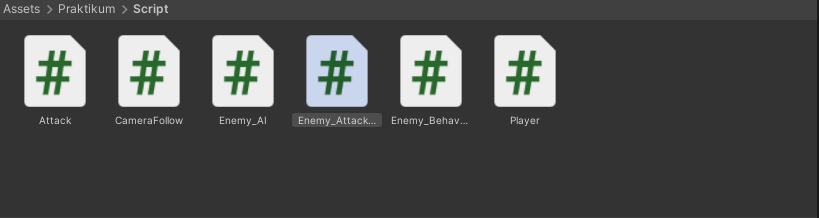 Assets > Praktikum > Script
Attack
CameraFollow
Enemy_AI
Enemy_Attack...
Enemy_Behav...
Player